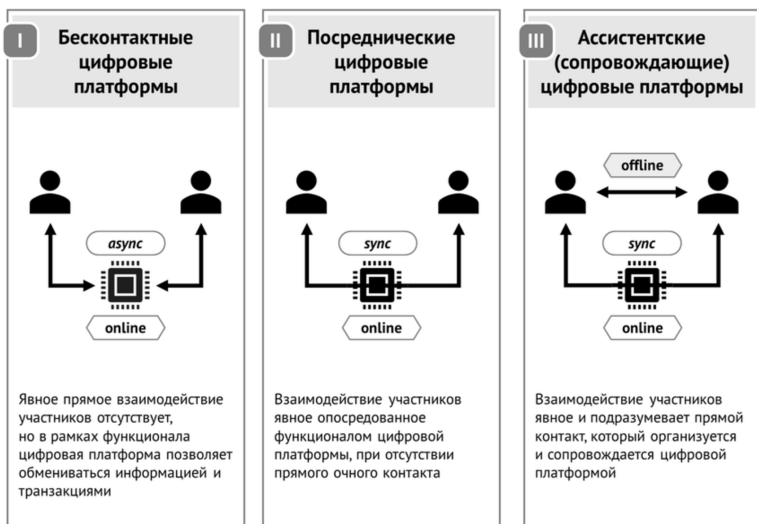 I
Бесконтактные
цифровые
платформы
async
online
Явное прямое взаимодействие
участников отсутствует,
но в рамках функционала
цифровая платформа позволяет
обмениваться информацией и
транзакциями
II
Посреднические
цифровые
платформы
sync
online
Взаимодействие участников
явное опосредованное
функционалом цифровой
платформы, при отсутствии
прямого очного контакта
III
Ассистентские
(сопровождающие)
цифровые платформы
offline
sync
online
Взаимодействие участников
явное и подразумевает прямой
контакт, который организуется
и сопровождается цифровой
платформой